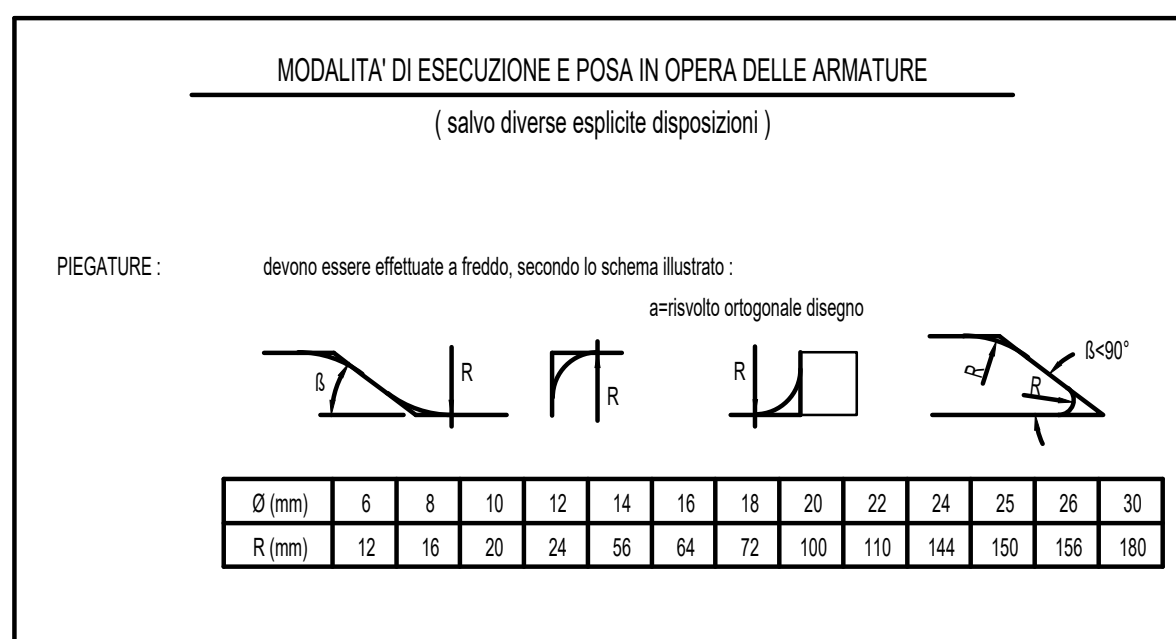 MODALITA' DI ESECUZIONE E POSA IN OPERA DELLE ARMATURE
( salvo diverse esplicite disposizioni )
PIEGATURE : devono essere effettuate a freddo, secondo lo schema illustrato :
a=risvolto ortogonale disegno
ß R R R R R ß<90°
Ø (mm) 6 8 10 12 14 16 18 20 22 24 25 26 30
R (mm) 12 16 20 24 56 64 72 100 110 144 150 156 180